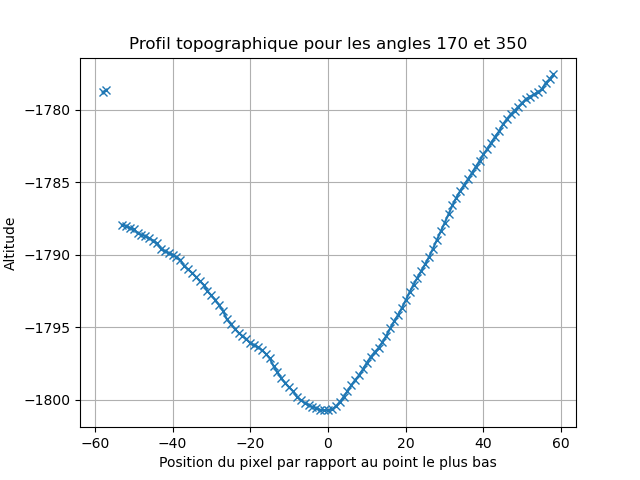 Profil topographique pour les angles 170 et 350
−1780
−1785
−1790
−1795
−1800
Altitude
−60 −40 −20 0 20 40 60
Position du pixel par rapport au point le plus bas